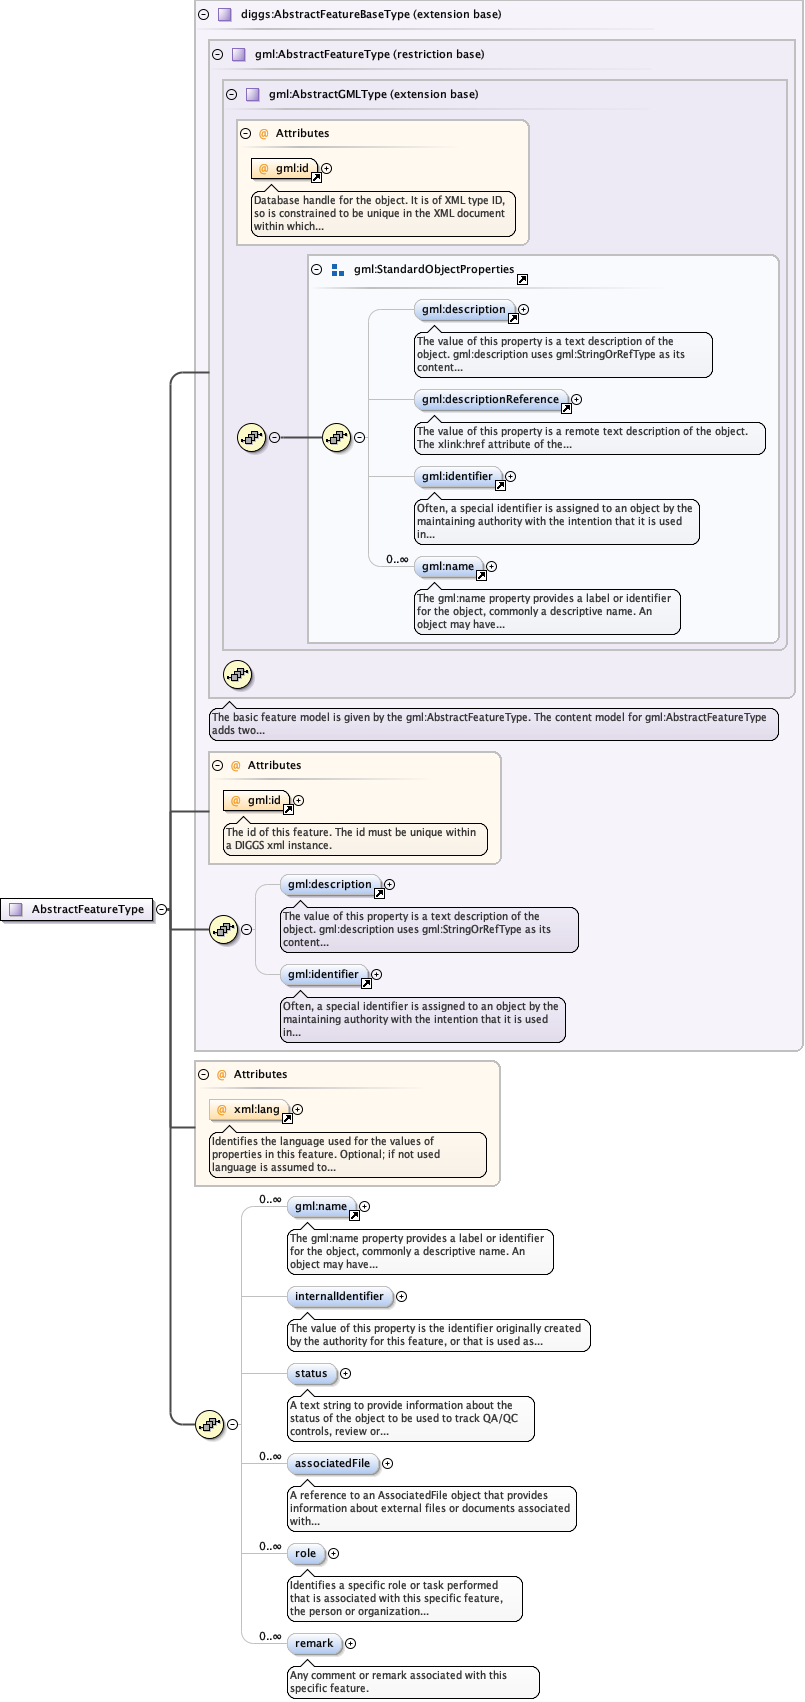 diggs:AbstractFeatureBaseType (extension base)
gml:AbstractFeatureType (restriction base)
gml:AbstractGMLType (extension base)
@ Attributes
@ gml:id
Database handle for the object. It is of XML type ID,
so is constrained to be unique in the XML document
within which...
gml:StandardObjectProperties
gml:description
The value of this property is a text description of the
object. gml:description uses gml:StringOrRefType as its
content...
gml:descriptionReference
The value of this property is a remote text description of the object.
The xlink:href attribute of the...
gml:identifier
Often, a special identifier is assigned to an object by the
maintaining authority with the intention that it is used
in...
0..∞
gml:name
The gml:name property provides a label or identifier
for the object, commonly a descriptive name. An
object may have...
The basic feature model is given by the gml:AbstractFeatureType. The content model for gml:AbstractFeatureType
adds two...
@ Attributes
@ gml:id
The id of this feature. The id must be unique within
a DIGGS xml instance.
gml:description
The value of this property is a text description of the
object. gml:description uses gml:StringOrRefType as its
content...
AbstractFeatureType
gml:identifier
Often, a special identifier is assigned to an object by the
maintaining authority with the intention that it is used
in...
@ Attributes
@ xml:lang
Identifies the language used for the values of
properties in this feature. Optional; if not used
language is assumed to...
0..∞
gml:name
The gml:name property provides a label or identifier
for the object, commonly a descriptive name. An
object may have...
internalIdentifier
The value of this property is the identifier originally created
by the authority for this feature, or that is used as...
status
A text string to provide information about the
status of the object to be used to track QA/QC
controls, review or...
0..∞
associatedFile
A reference to an AssociatedFile object that provides
information about external files or documents associated
with...
0..∞
role
Identifies a specific role or task performed
that is associated with this specific feature,
the person or organization...
0..∞
remark
Any comment or remark associated with this
specific feature.